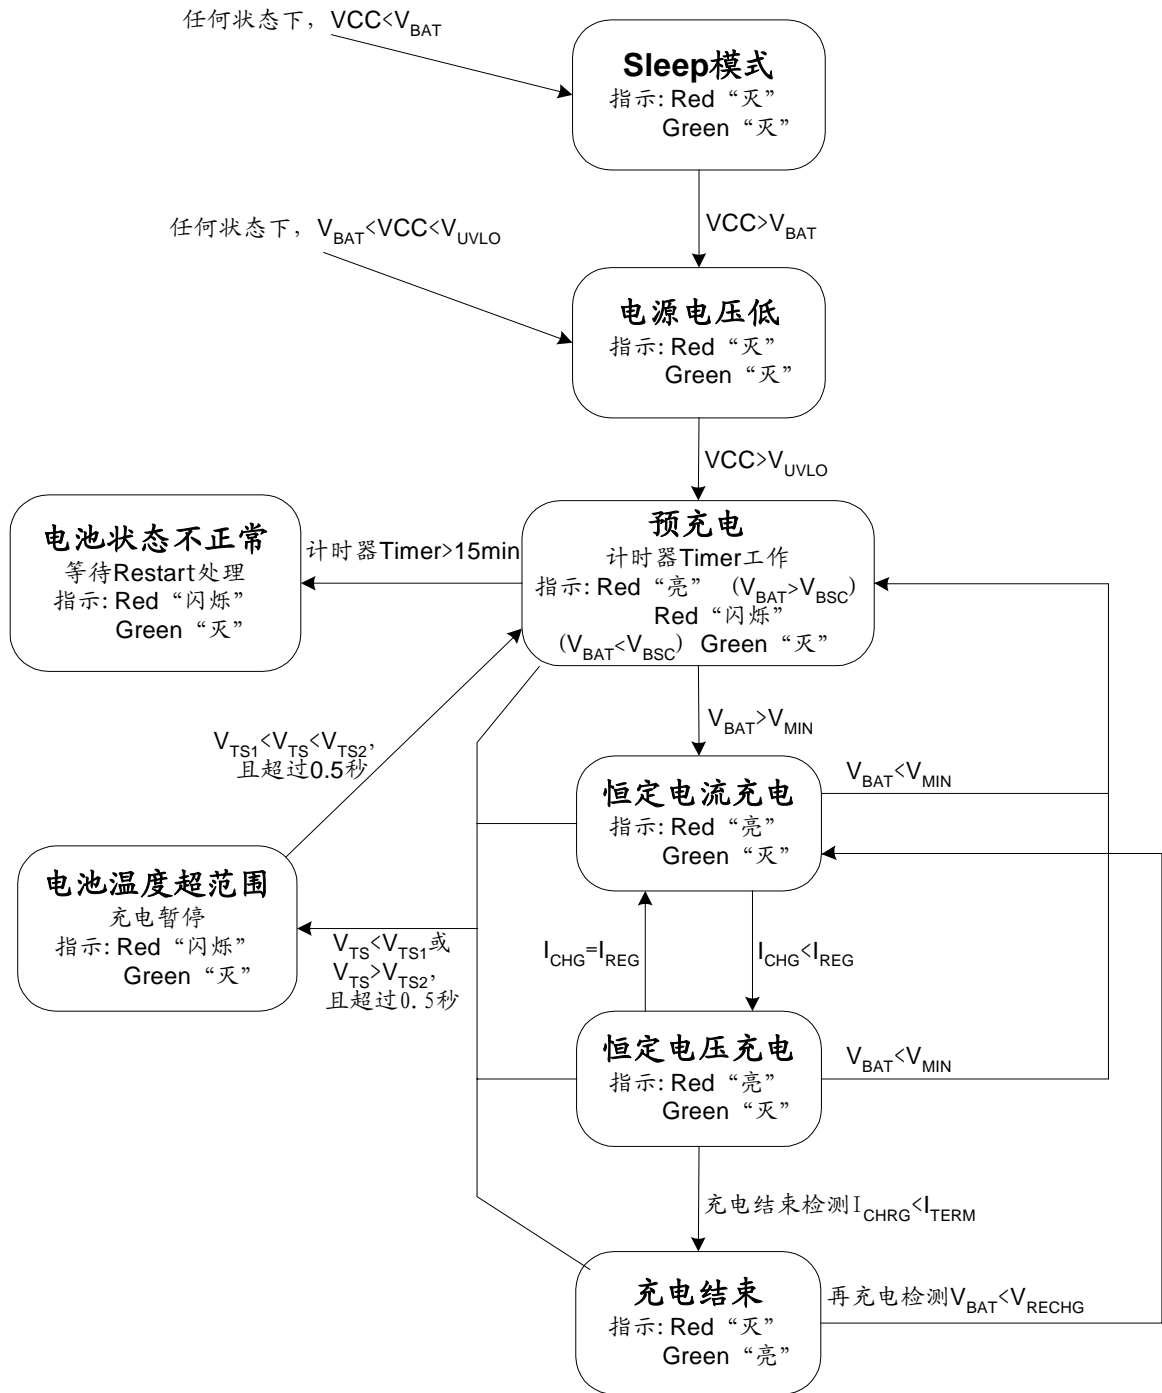 任何状态下，VCC<VBAT
Sleep模式
指示: Red “灭”
Green “灭”
VCC>VBAT
任何状态下，VBAT<VCC<VUVLO
电源电压低
指示: Red “灭”
Green “灭”
VCC>VUVLO
预充电
计时器Timer工作
指示: Red “亮” （VBAT>VBSC）
Red “闪烁”
（VBAT<VBSC） Green “灭”
计时器Timer>15min
电池状态不正常
等待Restart处理
指示: Red “闪烁”
Green “灭”
VTS1<VTS<VTS2,
且超过0.5秒
VBAT>VMIN
恒定电流充电
指示: Red “亮”
Green “灭”
VBAT<VMIN
电池温度超范围
充电暂停
指示: Red “闪烁”
Green “灭”
VTS<VTS1或
VTS>VTS2,
且超过0.5秒
ICHG=IREG
ICHG<IREG
恒定电压充电
指示: Red “亮”
Green “灭”
VBAT<VMIN
充电结束检测ICHRG<ITERM
充电结束
指示: Red “灭”
Green “亮”
再充电检测VBAT<VRECHG